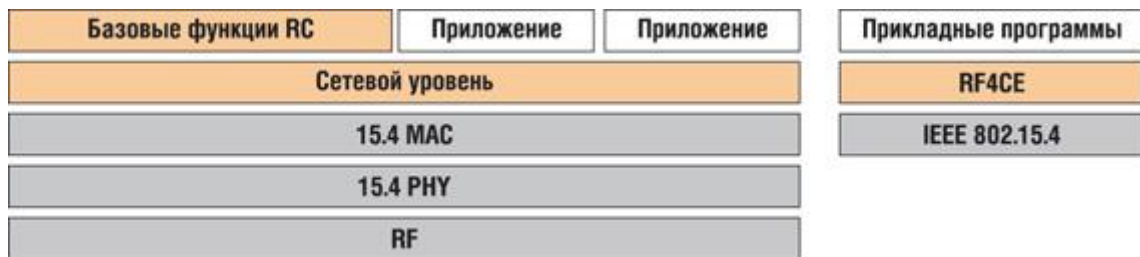 Базовые функции RC
Приложение
Приложение
Прикладные программы
Сетевой уровень
RF4CE
15.4 MAC
IEEE 802.15.4
15.4 PHY
RF